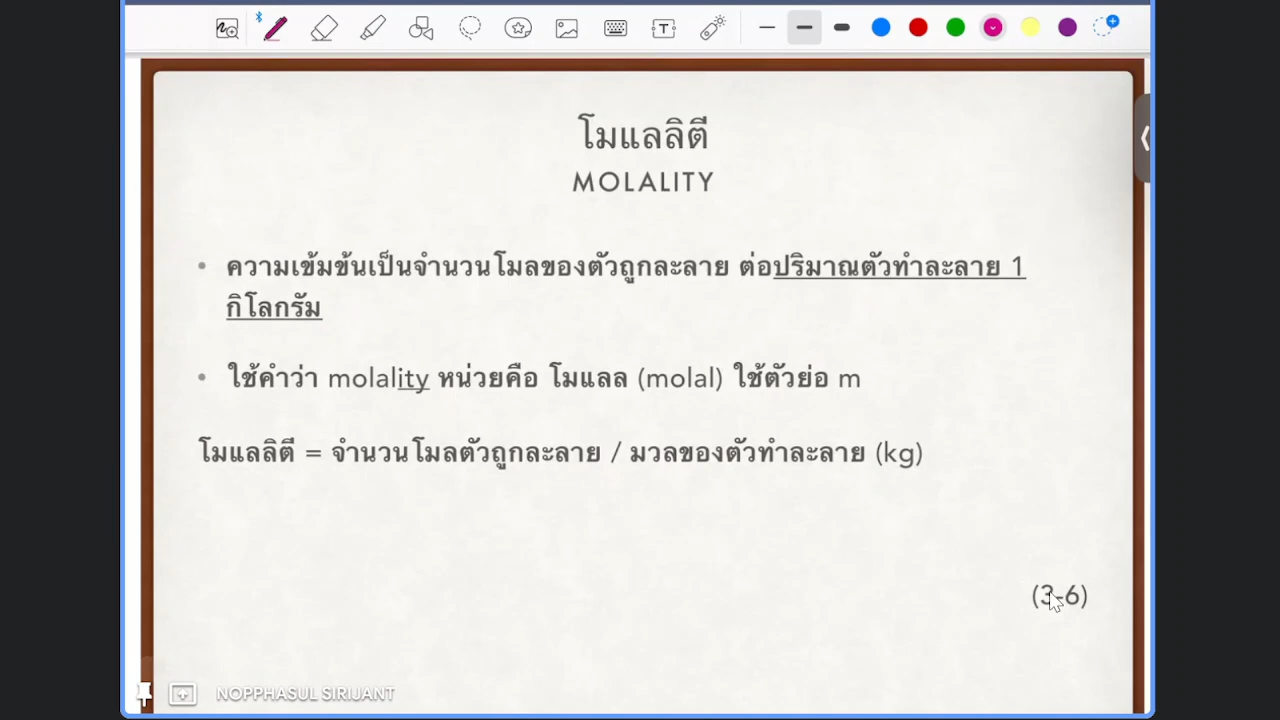 โมแลลิตี
MOLALITY
• ความเข้มข้นเป็นจำนวนโมลของตัวถูกละลาย ต่อปริมาณตัวทำละลาย 1
กิโลกรัม
• ใช้คำว่า molality หน่วยคือ โมแลล (molal) ใช้ตัวย่อ m
โมแลลิตี = จำนวนโมลตัวถูกละลาย / มวลของตัวทำละลาย (kg)
(3-6)
NOPPHASUL SIRIJANT